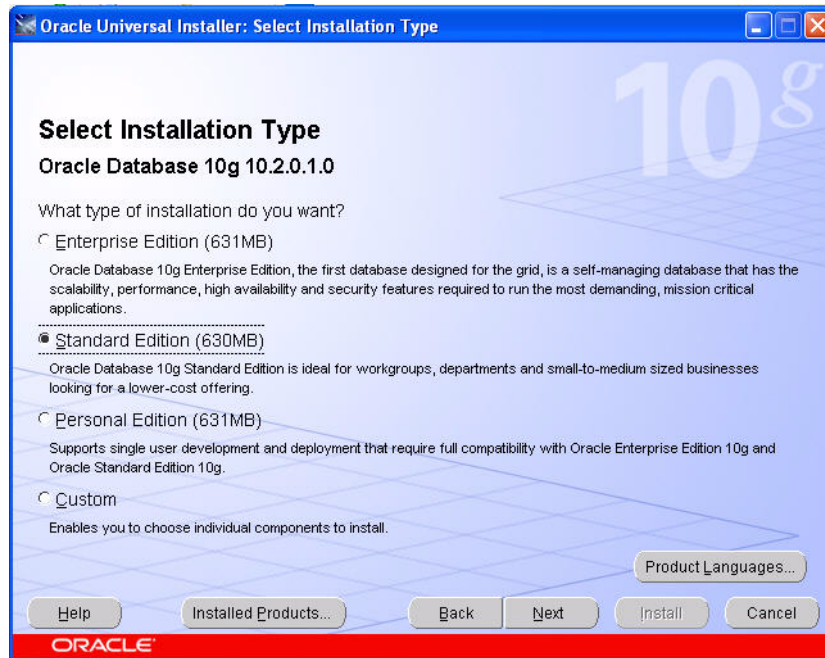 Oracle Universal Installer: Select Installation Type
10g
Select Installation Type
Oracle Database 10g 10.2.0.1.0
What type of installation do you want?
Enterprise Edition (631MB)
Oracle Database 10g Enterprise Edition, the first database designed for the grid, is a self-managing database that has the
scalability, performance, high availability and security features required to run the most demanding, mission critical
applications.
Standard Edition (630MB)
Oracle Database 10g Standard Edition is ideal for workgroups, departments and small-to-medium sized businesses
looking for a lower-cost offering.
Personal Edition (631MB)
Supports single user development and deployment that require full compatibility with Oracle Enterprise Edition 10g and
Oracle Standard Edition 10g.
Custom
Enables you to choose individual components to install.
Product Languages...
Help Installed Products... Back Next Install Cancel
ORACLE